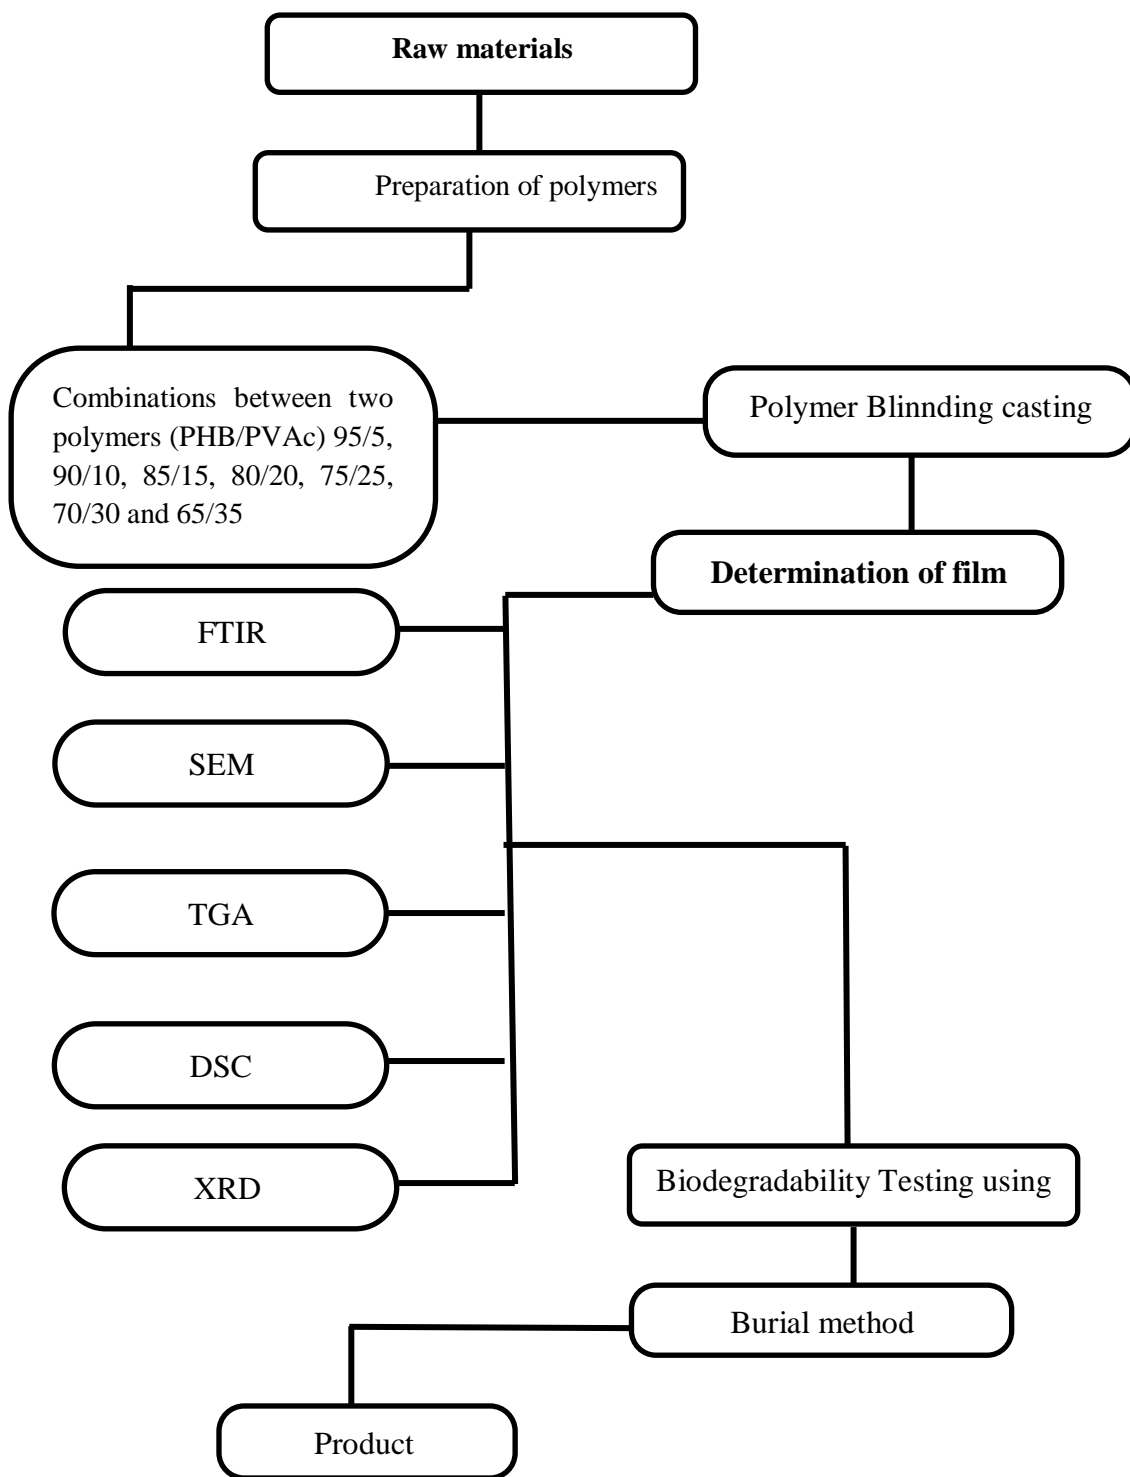 Raw materials
Preparation of polymers
Combinations between two
polymers (PHB/PVAc) 95/5,
90/10, 85/15, 80/20, 75/25,
70/30 and 65/35
Polymer Blinnding casting
Determination of film
FTIR
SEM
TGA
DSC
XRD
Biodegradability Testing using
Burial method
Product